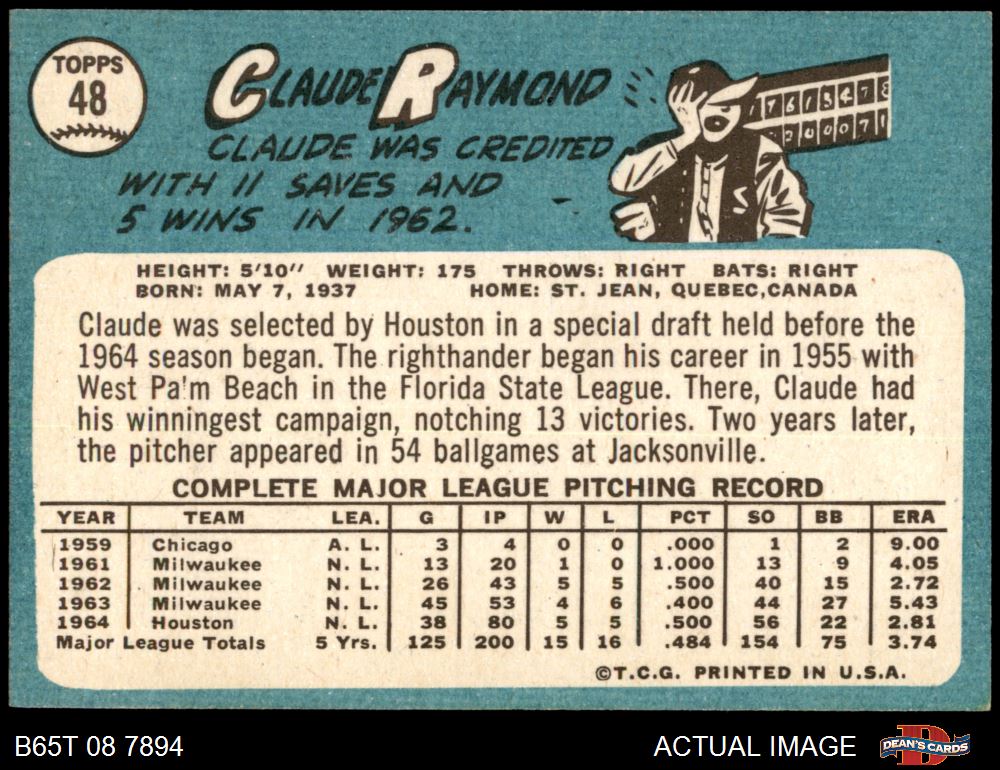 TOPPS
48
CLAUDE RAYMOND
CLAUDE WAS CREDITED
WITH 11 SAVES AND
5 WINS IN 1962.
HEIGHT: 5'10" WEIGHT: 175 THROWS: RIGHT BATS: RIGHT
BORN: MAY 7, 1937 HOME: ST. JEAN, QUEBEC, CANADA
Claude was selected by Houston in a special draft held before the
1964 season began. The righthander began his career in 1955 with
West Pa!m Beach in the Florida State League. There, Claude had
his winningest campaign, notching 13 victories. Two years later,
the pitcher appeared in 54 ballgames at Jacksonville.
COMPLETE MAJOR LEAGUE PITCHING RECORD
YEAR TEAM LEA. G IP W L PCT SO BB ERA
1959 Chicago A. L. 3 4 0 0 .000 1 2 9.00
1961 Milwaukee N. L. 13 20 1 0 1.000 13 9 4.05
1962 Milwaukee N. L. 26 43 5 5 .500 40 15 2.72
1963 Milwaukee N. L. 45 53 4 6 .400 44 27 5.43
1964 Houston N. L. 38 80 5 5 .500 56 22 2.81
Major League Totals 5 Yrs. 125 200 15 16 .484 154 75 3.74
©T.C.G. PRINTED IN U.S.A.
B65T 08 7894 ACTUAL IMAGE DEAN'S CARDS